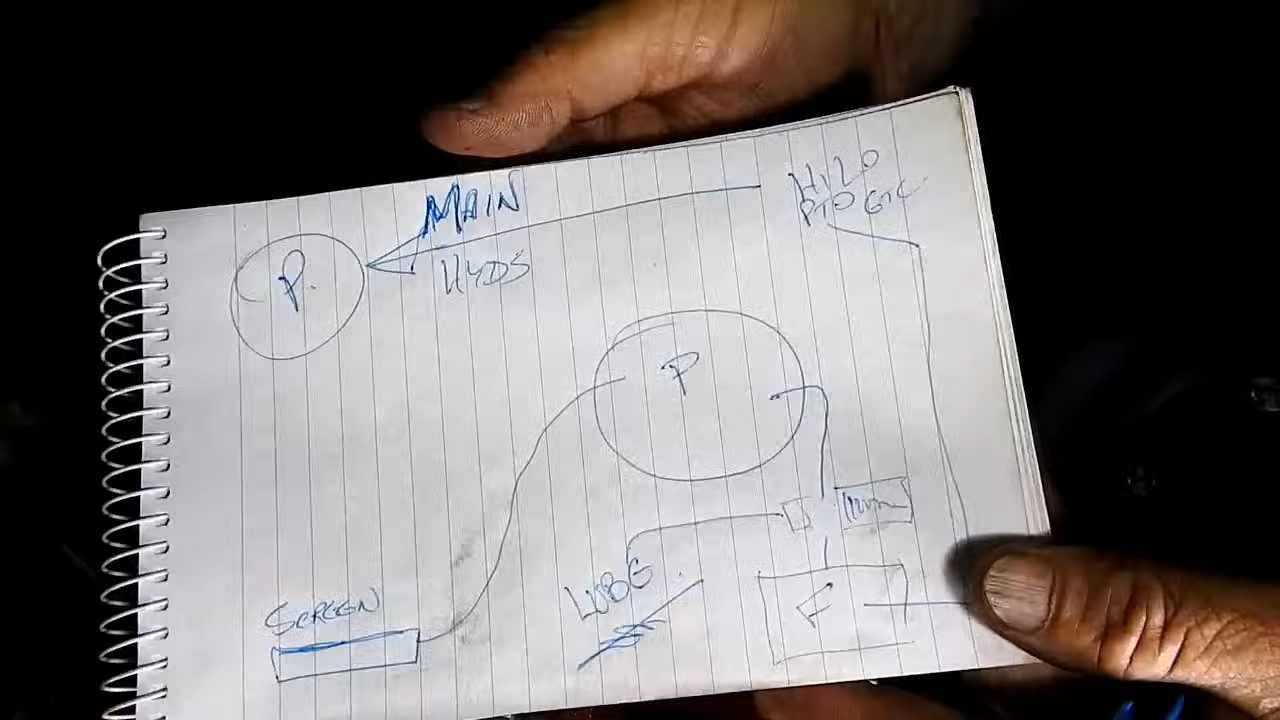 MAIN
HYDS
HI/LO
PTO ETC.
P.
P
SCREEN
LUBE
F